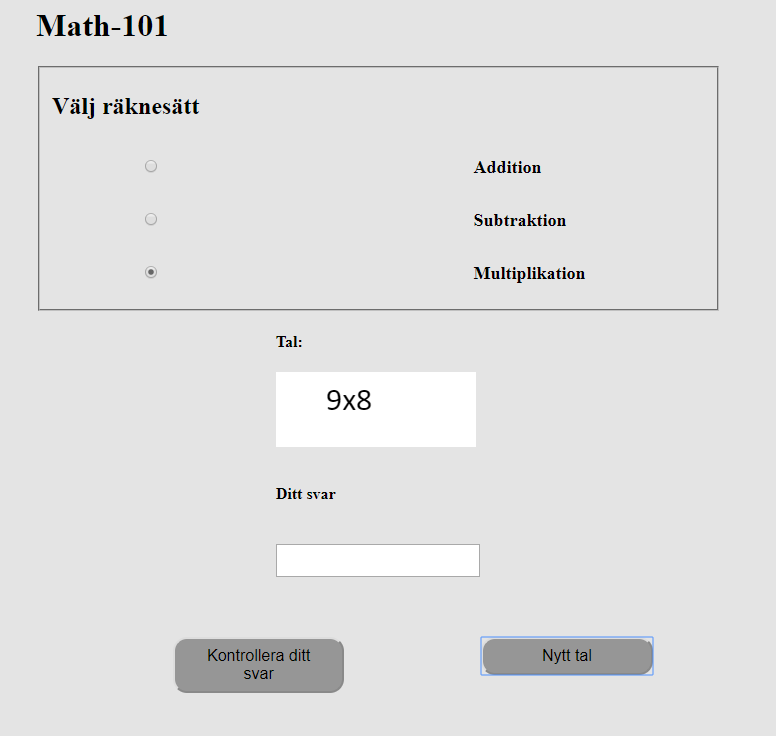 Math-101
Välj räknesätt
Addition
Subtraktion
Multiplikation
Tal:
9x8
Ditt svar
Kontrollera ditt
svar
Nytt tal